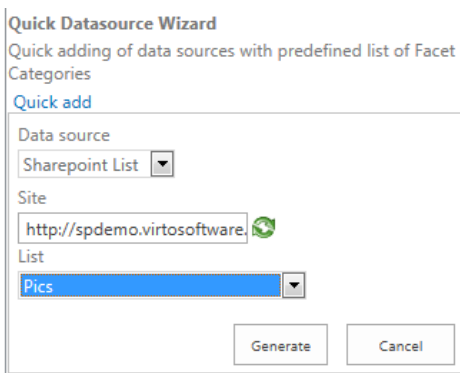 Quick Datasource Wizard
Quick adding of data sources with predefined list of Facet
Categories
Quick add
Data source
Sharepoint List
Site
http://spdemo.virtosoftware.
List
Pics
Generate Cancel